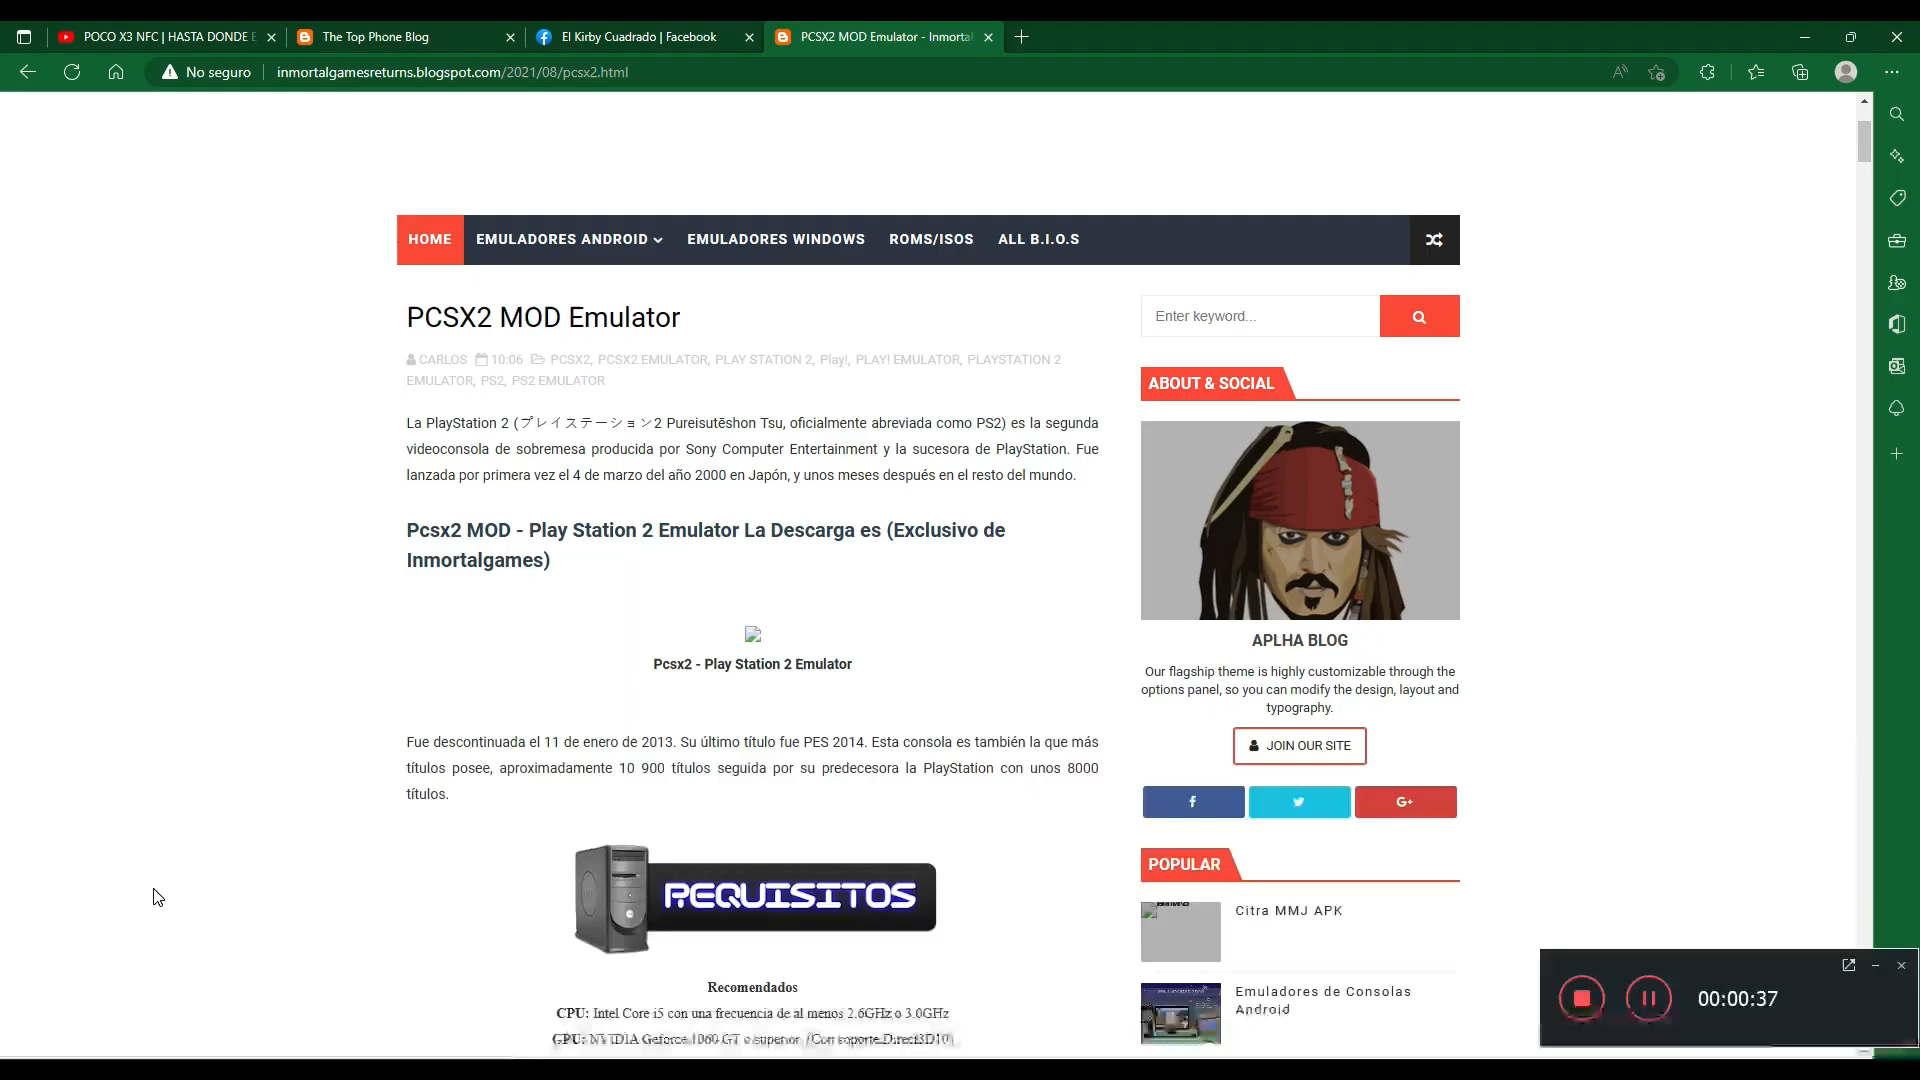 POCO X3 NFC | HASTA DONDE E
The Top Phone Blog
El Kirby Cuadrado | Facebook
PCSX2 MOD Emulator - Inmortal
No seguro
inmortalgamesreturns.blogspot.com/2021/08/pcsx2.html
HOME
EMULADORES ANDROID
EMULADORES WINDOWS
ROMS/ISOS
ALL B.I.O.S
PCSX2 MOD Emulator
CARLOS 10:06 PCSX2, PCSX2 EMULATOR, PLAY STATION 2, Play!, PLAY! EMULATOR, PLAYSTATION 2
EMULATOR, PS2, PS2 EMULATOR
La PlayStation 2 (プレイステーション2 Pureisutēshon Tsu, oficialmente abreviada como PS2) es la segunda
videoconsola de sobremesa producida por Sony Computer Entertainment y la sucesora de PlayStation. Fue
lanzada por primera vez el 4 de marzo del año 2000 en Japón, y unos meses después en el resto del mundo.
Pcsx2 MOD - Play Station 2 Emulator La Descarga es (Exclusivo de
Inmortalgames)
Pcsx2 - Play Station 2 Emulator
Fue descontinuada el 11 de enero de 2013. Su último título fue PES 2014. Esta consola es también la que más
títulos posee, aproximadamente 10 900 títulos seguida por su predecesora la PlayStation con unos 8000
títulos.
REQUISITOS
Recomendados
CPU: Intel Core i5 con una frecuencia de al menos 2.6GHz o 3.0GHz
GPU: NVIDIA Geforce 1060 GT o superior (Con soporte Direct3D10)
Enter keyword...
ABOUT & SOCIAL
APLHA BLOG
Our flagship theme is highly customizable through the
options panel, so you can modify the design, layout and
typography.
JOIN OUR SITE
POPULAR
Citra MMJ APK
Emuladores de Consolas
Android
00:00:37